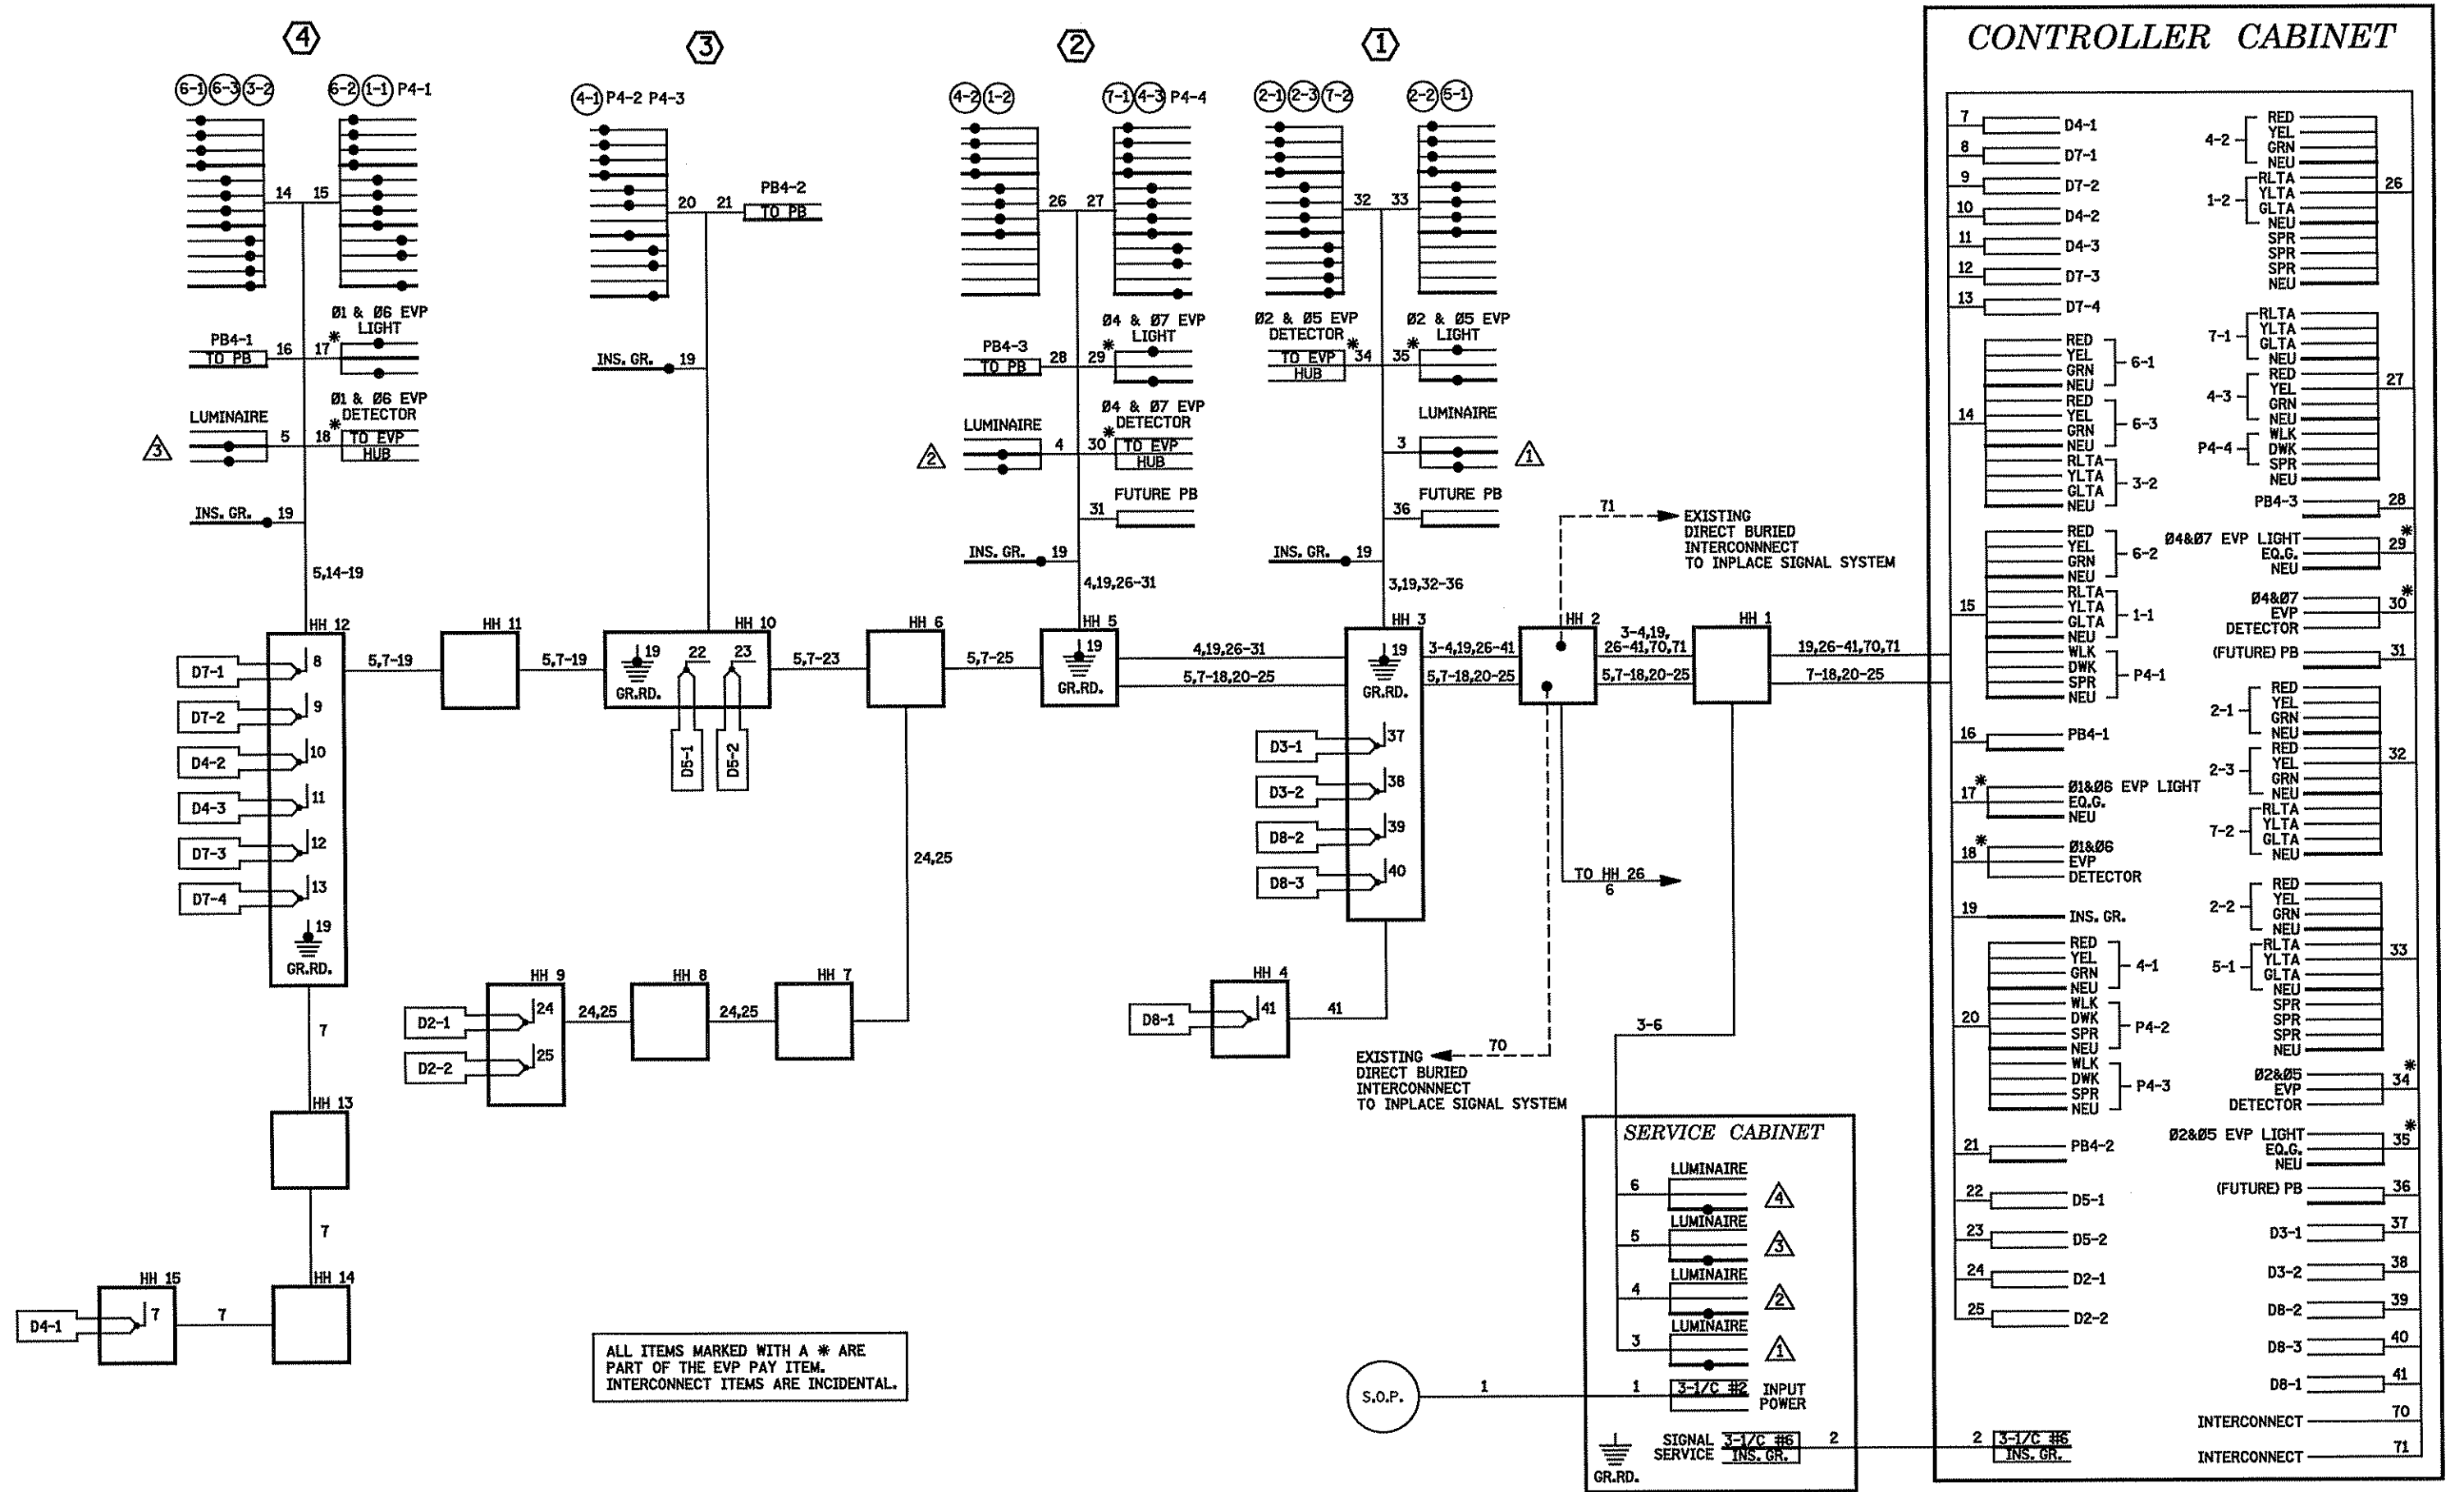 4
3
2
1
CONTROLLER CABINET
6-1 6-3 3-2
6-2 1-1 P4-1
14 15
PB4-1
TO PB 16
Ø1 & Ø6 EVP
LIGHT
* 17
LUMINAIRE
3 5
Ø1 & Ø6 EVP
DETECTOR
* 18 TO EVP
HUB
INS. GR. 19
5,14-19
4-1 P4-2 P4-3
20 21
PB4-2
TO PB
INS. GR. 19
4-2 1-2
7-1 4-3 P4-4
26 27
PB4-3
TO PB 28
Ø4 & Ø7 EVP
LIGHT
* 29
LUMINAIRE
2 4
Ø4 & Ø7 EVP
DETECTOR
* 30 TO EVP
HUB
FUTURE PB
31
INS. GR. 19
4,19,26-31
2-1 2-3 7-2
2-2 5-1
32 33
Ø2 & Ø5 EVP
DETECTOR
TO EVP * 34
HUB
Ø2 & Ø5 EVP
LIGHT
* 35
LUMINAIRE
3 1
FUTURE PB
36
INS. GR. 19
3,19,32-36
71
EXISTING
DIRECT BURIED
INTERCONNNECT
TO INPLACE SIGNAL SYSTEM
HH 12
D7-1 8
D7-2 9
D4-2 10
D4-3 11
D7-3 12
D7-4 13
19
GR.RD.
5,7-19
HH 11
5,7-19
HH 10
19
GR.RD.
22 23
D5-1
D5-2
5,7-23
HH 6
5,7-25
HH 5
19
GR.RD.
4,19,26-31
5,7-18,20-25
HH 3
19
GR.RD.
D3-1 37
D3-2 38
D8-2 39
D8-3 40
3-4,19,26-41
5,7-18,20-25
HH 2
3-4,19,
26-41,70,71
5,7-18,20-25
HH 1
19,26-41,70,71
7-18,20-25
24,25
TO HH 26
6
7
HH 9
D2-1 24
D2-2 25
24,25
HH 8
24,25
HH 7
HH 4
D8-1 41
41
3-6
70
EXISTING
DIRECT BURIED
INTERCONNNECT
TO INPLACE SIGNAL SYSTEM
HH 13
7
HH 14
HH 15
D4-1 7
7
ALL ITEMS MARKED WITH A * ARE
PART OF THE EVP PAY ITEM.
INTERCONNECT ITEMS ARE INCIDENTAL.
SERVICE CABINET
LUMINAIRE
6 4
LUMINAIRE
5 3
LUMINAIRE
4 2
LUMINAIRE
3 1
S.O.P. 1 1 3-1/C #2 INPUT
POWER
SIGNAL
SERVICE
3-1/C #6
INS. GR.
2
GR.RD.
2 3-1/C #6
INS. GR.
7 D4-1
8 D7-1
9 D7-2
10 D4-2
11 D4-3
12 D7-3
13 D7-4
14
RED
YEL
GRN
NEU
6-1
RED
YEL
GRN
NEU
6-3
RLTA
YLTA
GLTA
NEU
3-2
15
RED
YEL
GRN
NEU
6-2
RLTA
YLTA
GLTA
NEU
1-1
WLK
DWK
SPR
NEU
P4-1
16 PB4-1
17 *
Ø1&Ø6 EVP LIGHT
EQ.G.
NEU
18 *
Ø1&Ø6
EVP
DETECTOR
19 INS. GR.
20
RED
YEL
GRN
NEU
4-1
WLK
DWK
SPR
NEU
P4-2
WLK
DWK
SPR
NEU
P4-3
21 PB4-2
22 D5-1
23 D5-2
24 D2-1
25 D2-2
4-2
RED
YEL
GRN
NEU
1-2
RLTA
YLTA
GLTA
NEU
SPR
SPR
SPR
NEU
26
7-1
RLTA
YLTA
GLTA
NEU
4-3
RED
YEL
GRN
NEU
P4-4
WLK
DWK
SPR
NEU
27
PB4-3 28
Ø4&Ø7 EVP LIGHT
EQ.G.
NEU
29 *
Ø4&Ø7
EVP
DETECTOR
30 *
(FUTURE) PB 31
2-1
RED
YEL
GRN
NEU
2-3
RED
YEL
GRN
NEU
7-2
RLTA
YLTA
GLTA
NEU
32
2-2
RED
YEL
GRN
NEU
5-1
RLTA
YLTA
GLTA
NEU
SPR
SPR
SPR
NEU
33
Ø2&Ø5
EVP
DETECTOR
34 *
Ø2&Ø5 EVP LIGHT
EQ.G.
NEU
35 *
(FUTURE) PB 36
D3-1 37
D3-2 38
D8-2 39
D8-3 40
D8-1 41
INTERCONNECT 70
INTERCONNECT 71